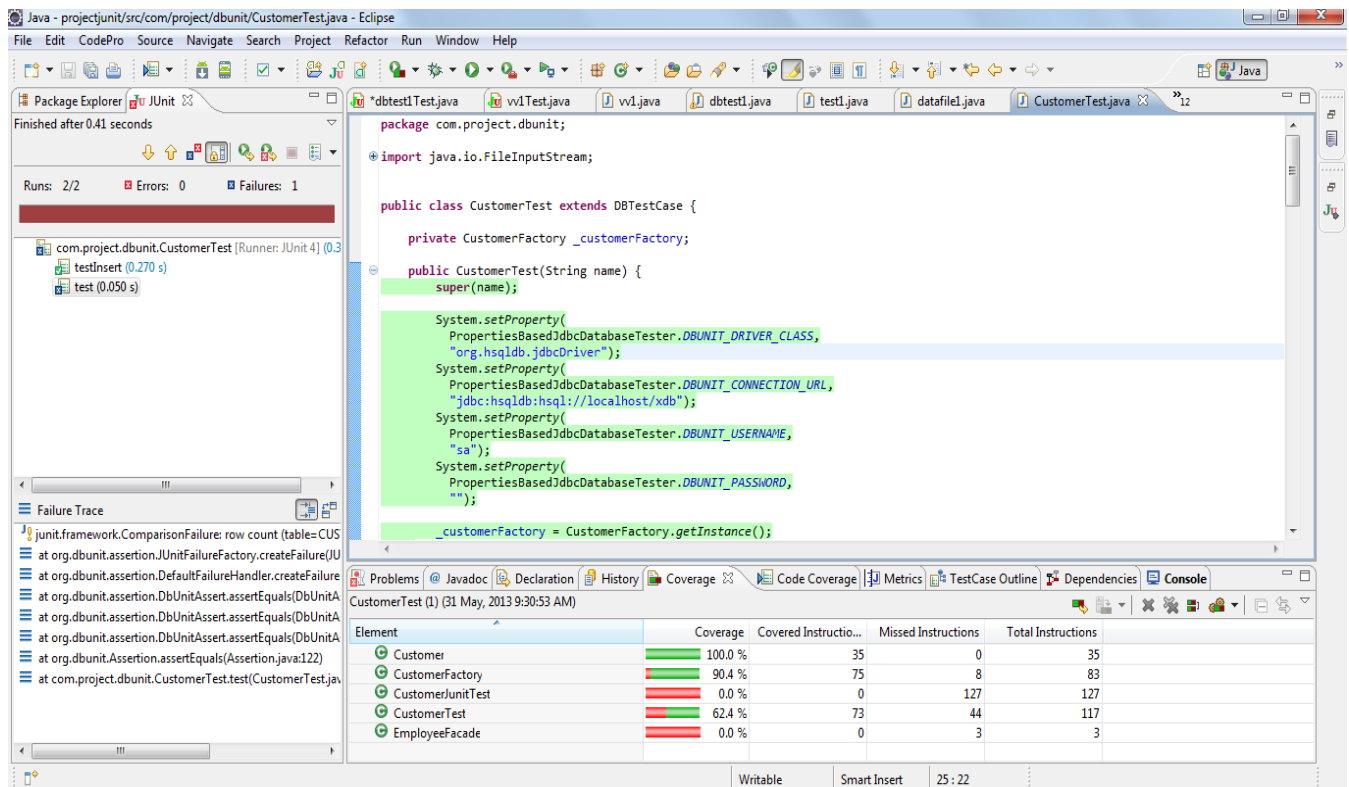 Java - projectjunit/src/com/project/dbunit/CustomerTest.java - Eclipse
File Edit CodePro Source Navigate Search Project Refactor Run Window Help
Java
Package Explorer JUnit
Finished after 0.41 seconds
Runs: 2/2 Errors: 0 Failures: 1
com.project.dbunit.CustomerTest [Runner: JUnit 4] (0.3
testInsert (0.270 s)
test (0.050 s)
Failure Trace
junit.framework.ComparisonFailure: row count (table=CUS
at org.dbunit.assertion.JUnitFailureFactory.createFailure(JU
at org.dbunit.assertion.DefaultFailureHandler.createFailure
at org.dbunit.assertion.DbUnitAssert.assertEquals(DbUnitA
at org.dbunit.assertion.DbUnitAssert.assertEquals(DbUnitA
at org.dbunit.assertion.DbUnitAssert.assertEquals(DbUnitA
at org.dbunit.Assertion.assertEquals(Assertion.java:122)
at com.project.dbunit.CustomerTest.test(CustomerTest.jav
*dbtest1Test.java vv1Test.java vv1.java dbtest1.java test1.java datafile1.java CustomerTest.java »12
package com.project.dbunit;
import java.io.FileInputStream;
public class CustomerTest extends DBTestCase {
private CustomerFactory _customerFactory;
public CustomerTest(String name) {
super(name);
System.setProperty(
PropertiesBasedJdbcDatabaseTester.DBUNIT_DRIVER_CLASS,
"org.hsqldb.jdbcDriver");
System.setProperty(
PropertiesBasedJdbcDatabaseTester.DBUNIT_CONNECTION_URL,
"jdbc:hsqldb:hsql://localhost/xdb");
System.setProperty(
PropertiesBasedJdbcDatabaseTester.DBUNIT_USERNAME,
"sa");
System.setProperty(
PropertiesBasedJdbcDatabaseTester.DBUNIT_PASSWORD,
"");
_customerFactory = CustomerFactory.getInstance();
Problems @ Javadoc Declaration History Coverage Code Coverage Metrics TestCase Outline Dependencies Console
CustomerTest (1) (31 May, 2013 9:30:53 AM)
Element Coverage Covered Instructio... Missed Instructions Total Instructions
Customer 100.0 % 35 0 35
CustomerFactory 90.4 % 75 8 83
CustomerJunitTest 0.0 % 0 127 127
CustomerTest 62.4 % 73 44 117
EmployeeFacade 0.0 % 0 3 3
Writable Smart Insert 25 : 22